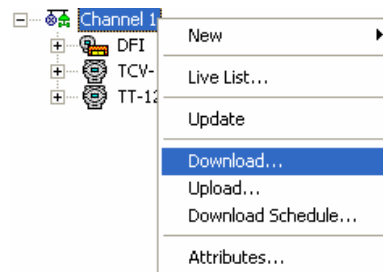 Channel 1
DFI
TCV-
TT-12
New
Live List...
Update
Download...
Upload...
Download Schedule...
Attributes...